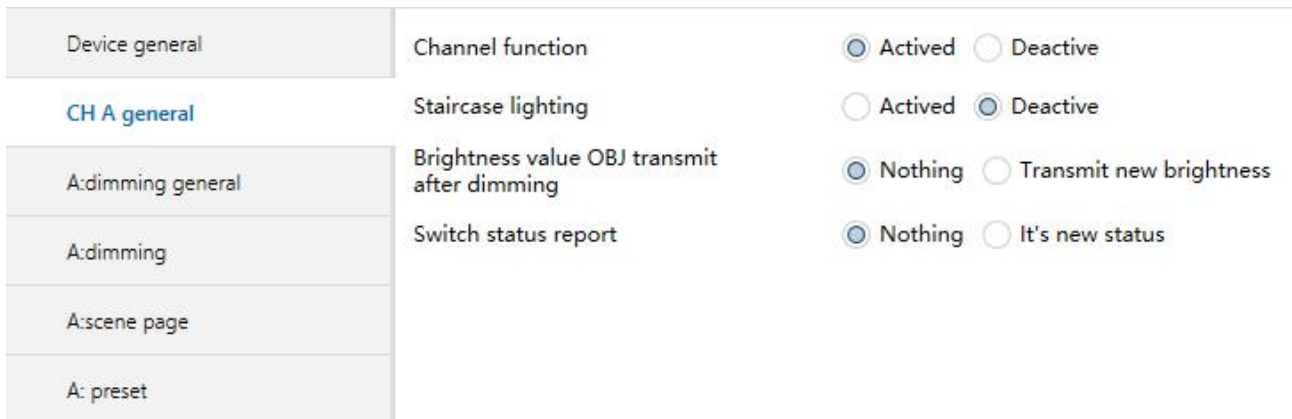 Device general
CH A general
A:dimming general
A:dimming
A:scene page
A: preset
Channel function Actived Deactive
Staircase lighting Actived Deactive
Brightness value OBJ transmit
after dimming Nothing Transmit new brightness
Switch status report Nothing It's new status